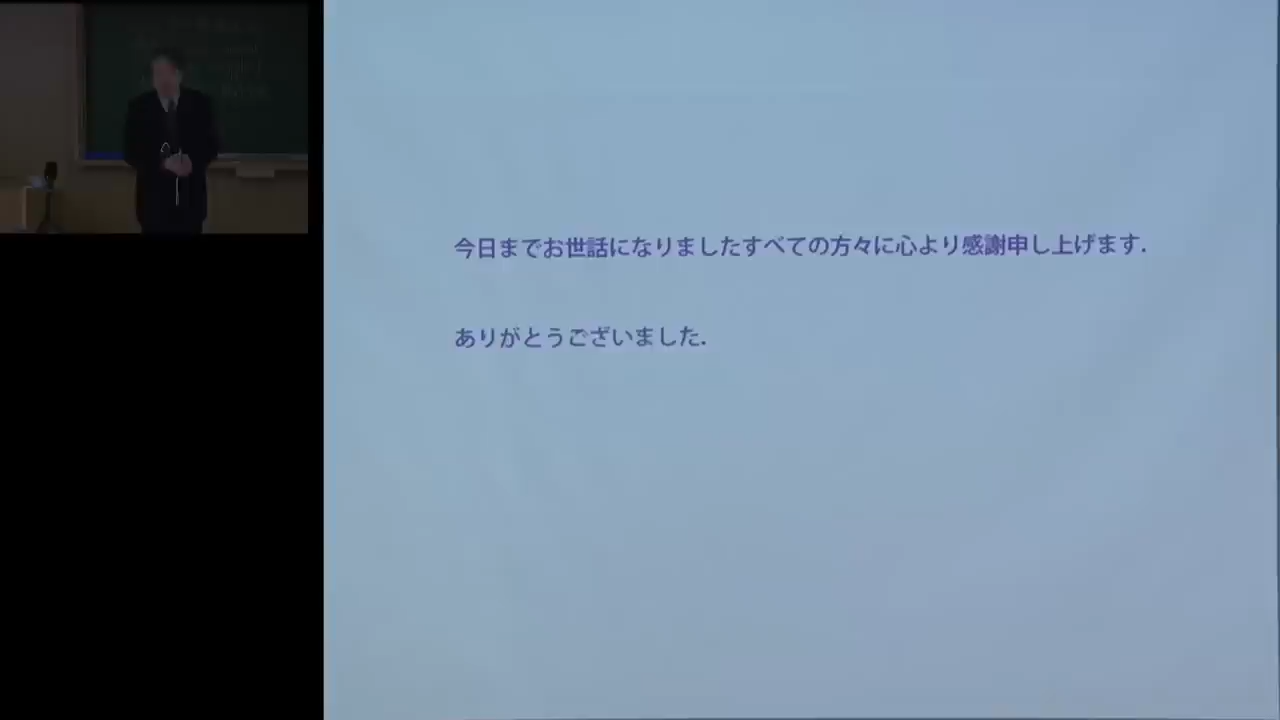 今日までお世話になりましたすべての方々に心より感謝申し上げます.
ありがとうございました.